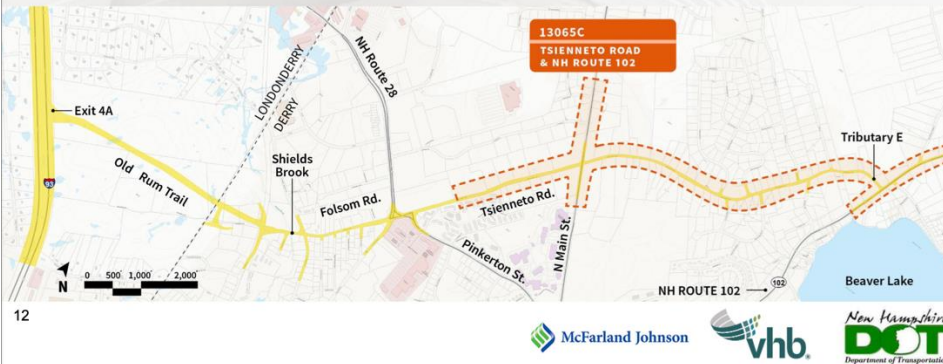 13065C
TSIENNETO ROAD
& NH ROUTE 102
NH Route 28
LONDONDERRY
DERRY
Exit 4A
Tributary E
Shields
Brook
Old Rum Trail
Folsom Rd.
Tsienneto Rd.
N Main St.
Pinkerton St.
93
N
0 500 1,000 2,000
NH ROUTE 102
102
Beaver Lake
12
McFarland Johnson
vhb.
New Hampshire
DOT
Department of Transportation